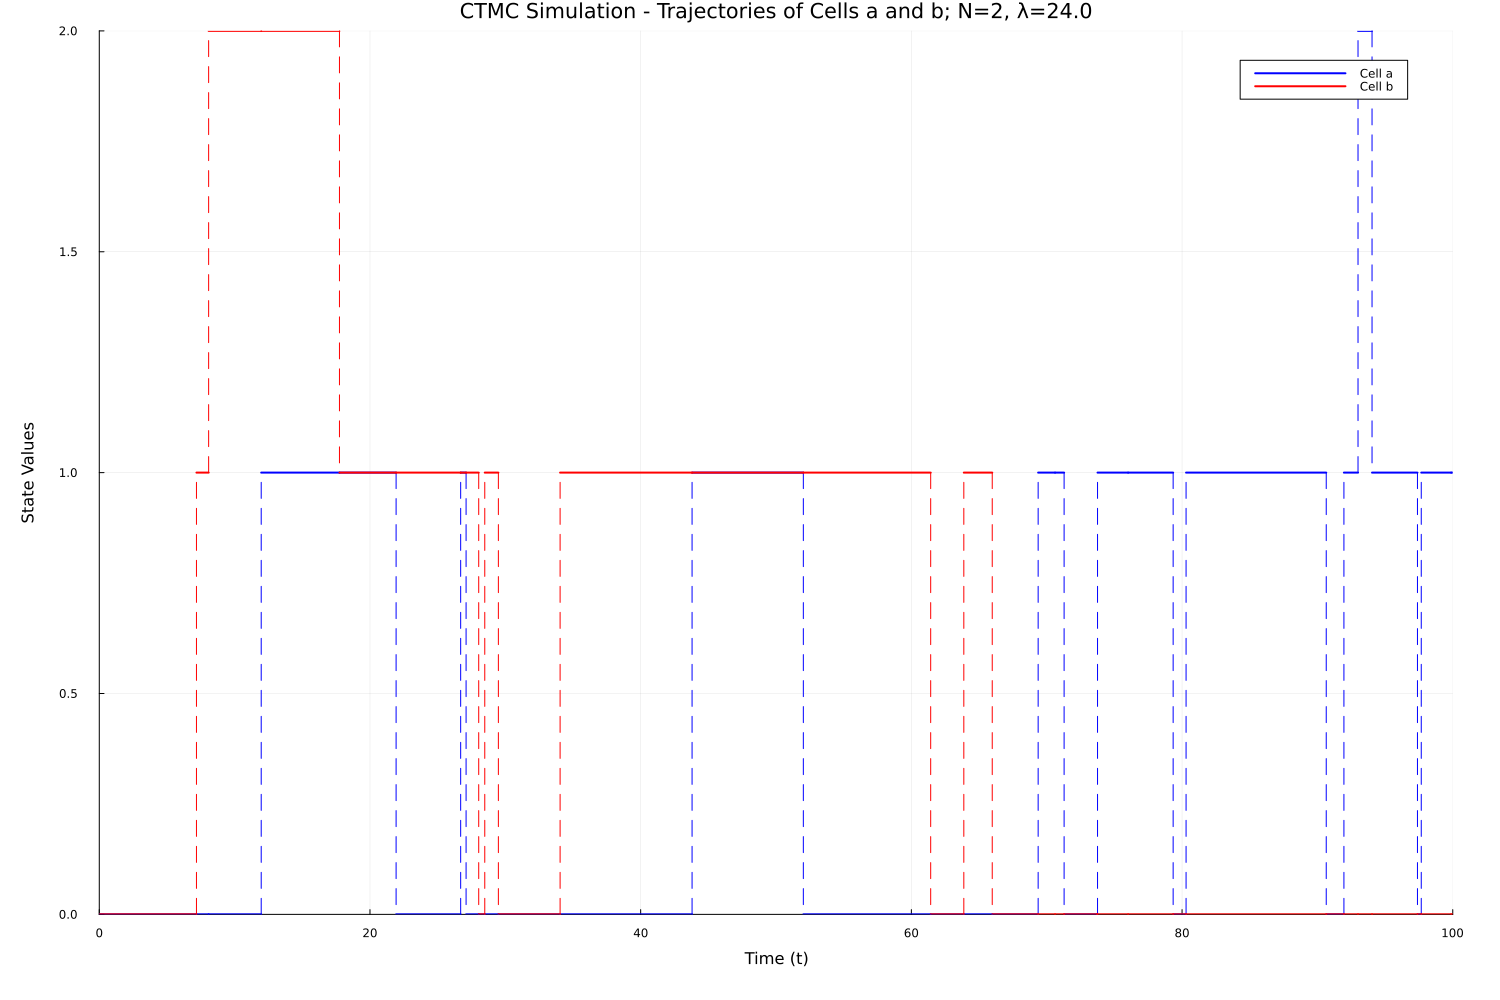 CTMC Simulation - Trajectories of Cells a and b; N=2, λ=24.0
2.0
Cell a
Cell b
1.5
State Values
1.0
0.5
0.0
0 20 40 60 80 100
Time (t)